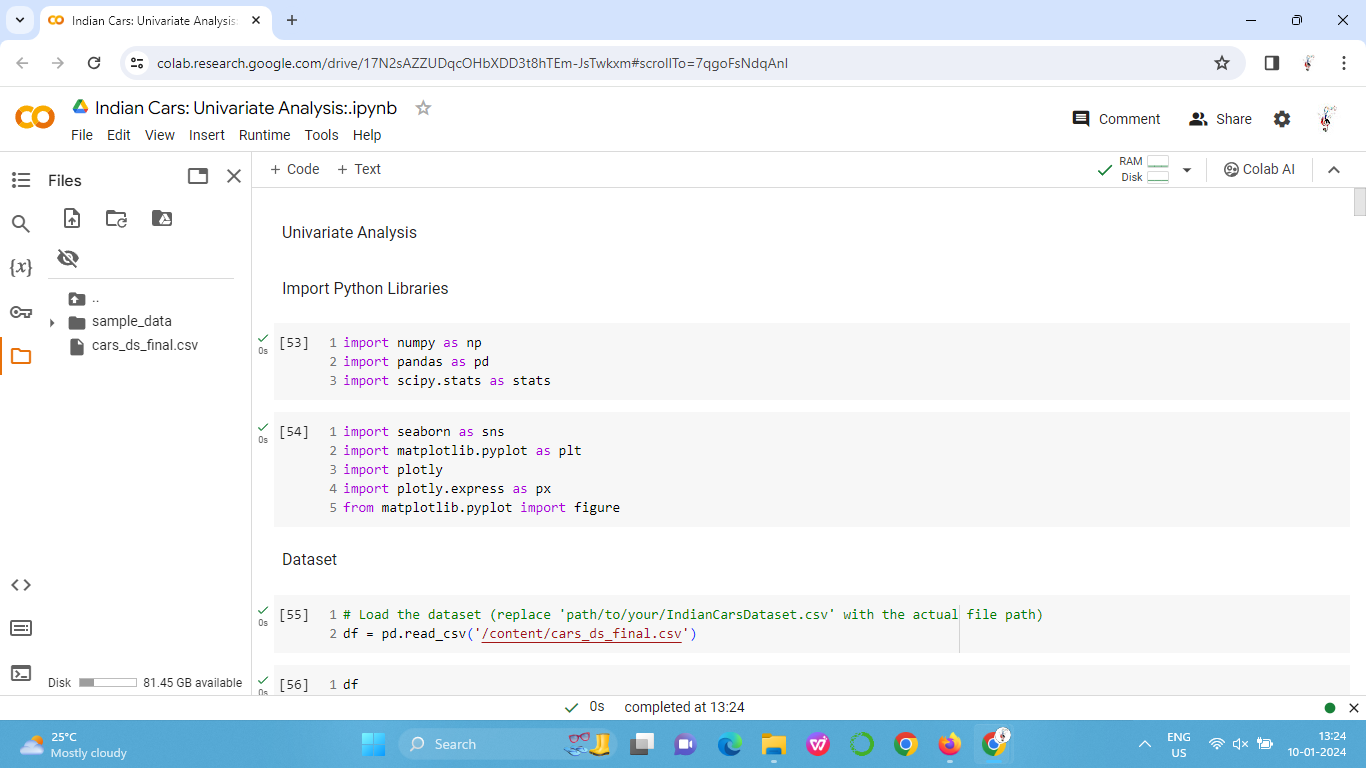 Indian Cars: Univariate Analysis
colab.research.google.com/drive/17N2sAZZUDqcOHbXDD3t8hTEm-JsTwkxm#scrollTo=7qgoFsNdqAnI
Indian Cars: Univariate Analysis:.ipynb
File Edit View Insert Runtime Tools Help
Comment Share
Files
+ Code + Text
RAM
Disk
Colab AI
{x}
..
sample_data
cars_ds_final.csv
Univariate Analysis
Import Python Libraries
0s
[53]
1 import numpy as np
2 import pandas as pd
3 import scipy.stats as stats
0s
[54]
1 import seaborn as sns
2 import matplotlib.pyplot as plt
3 import plotly
4 import plotly.express as px
5 from matplotlib.pyplot import figure
Dataset
0s
[55]
1 # Load the dataset (replace 'path/to/your/IndianCarsDataset.csv' with the actual file path)
2 df = pd.read_csv('/content/cars_ds_final.csv')
0s
[56]
1 df
Disk 81.45 GB available
0s completed at 13:24
25°C
Mostly cloudy
Search
ENG
US
13:24
10-01-2024